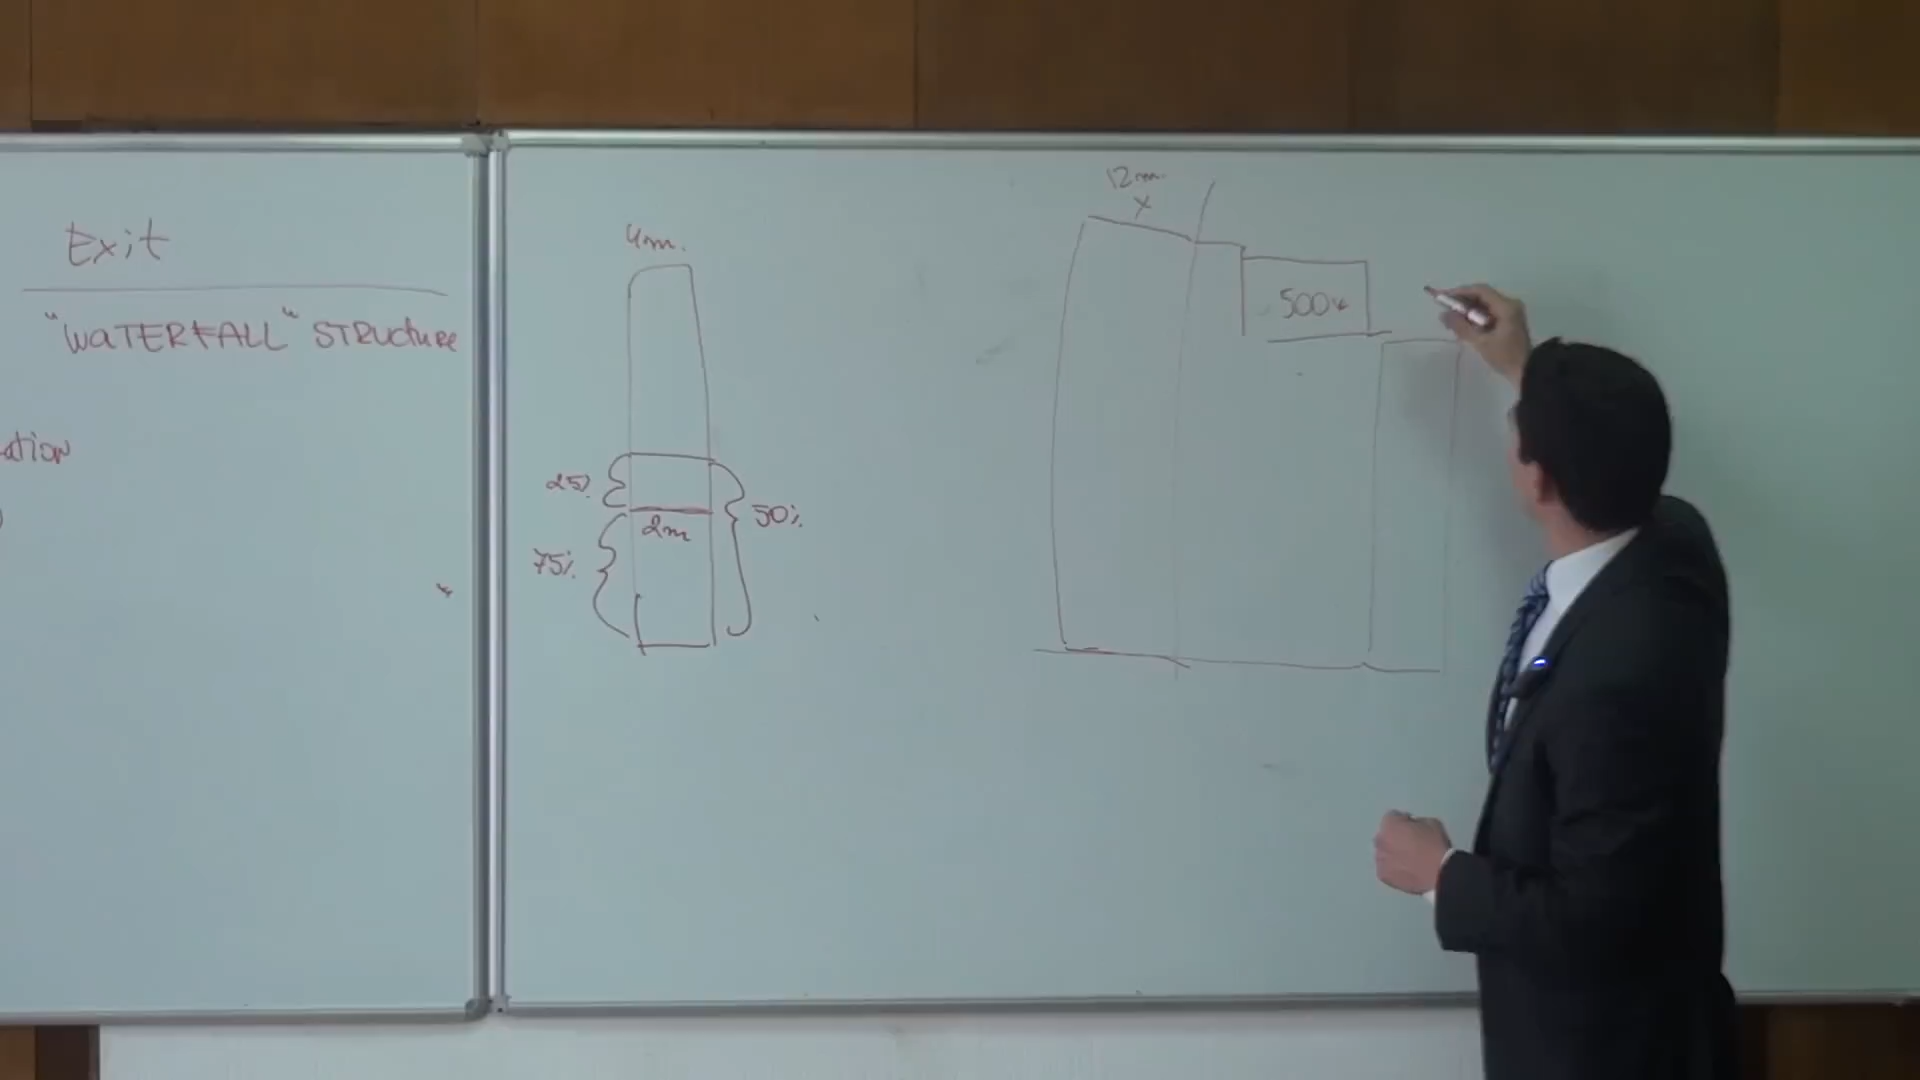 Exit
"WATERFALL" STRUCTURE
ation
4m.
25%
2m
50%
75%
12m.
x
500k